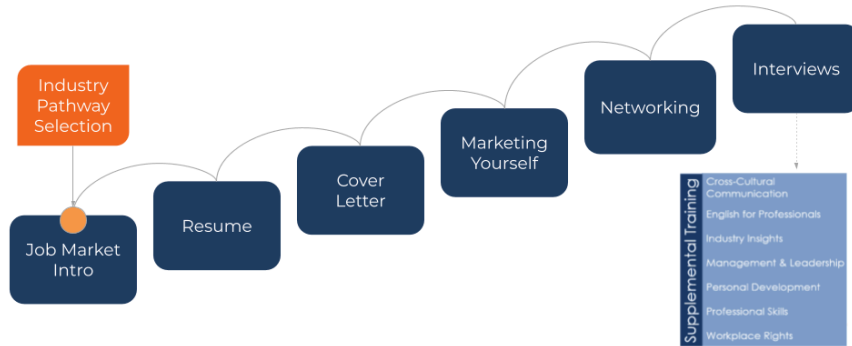 Industry
Pathway
Selection
Job Market
Intro
Resume
Cover
Letter
Marketing
Yourself
Networking
Interviews
Supplemental Training
Cross-Cultural
Communication
English for Professionals
Industry Insights
Management & Leadership
Personal Development
Professional Skills
Workplace Rights